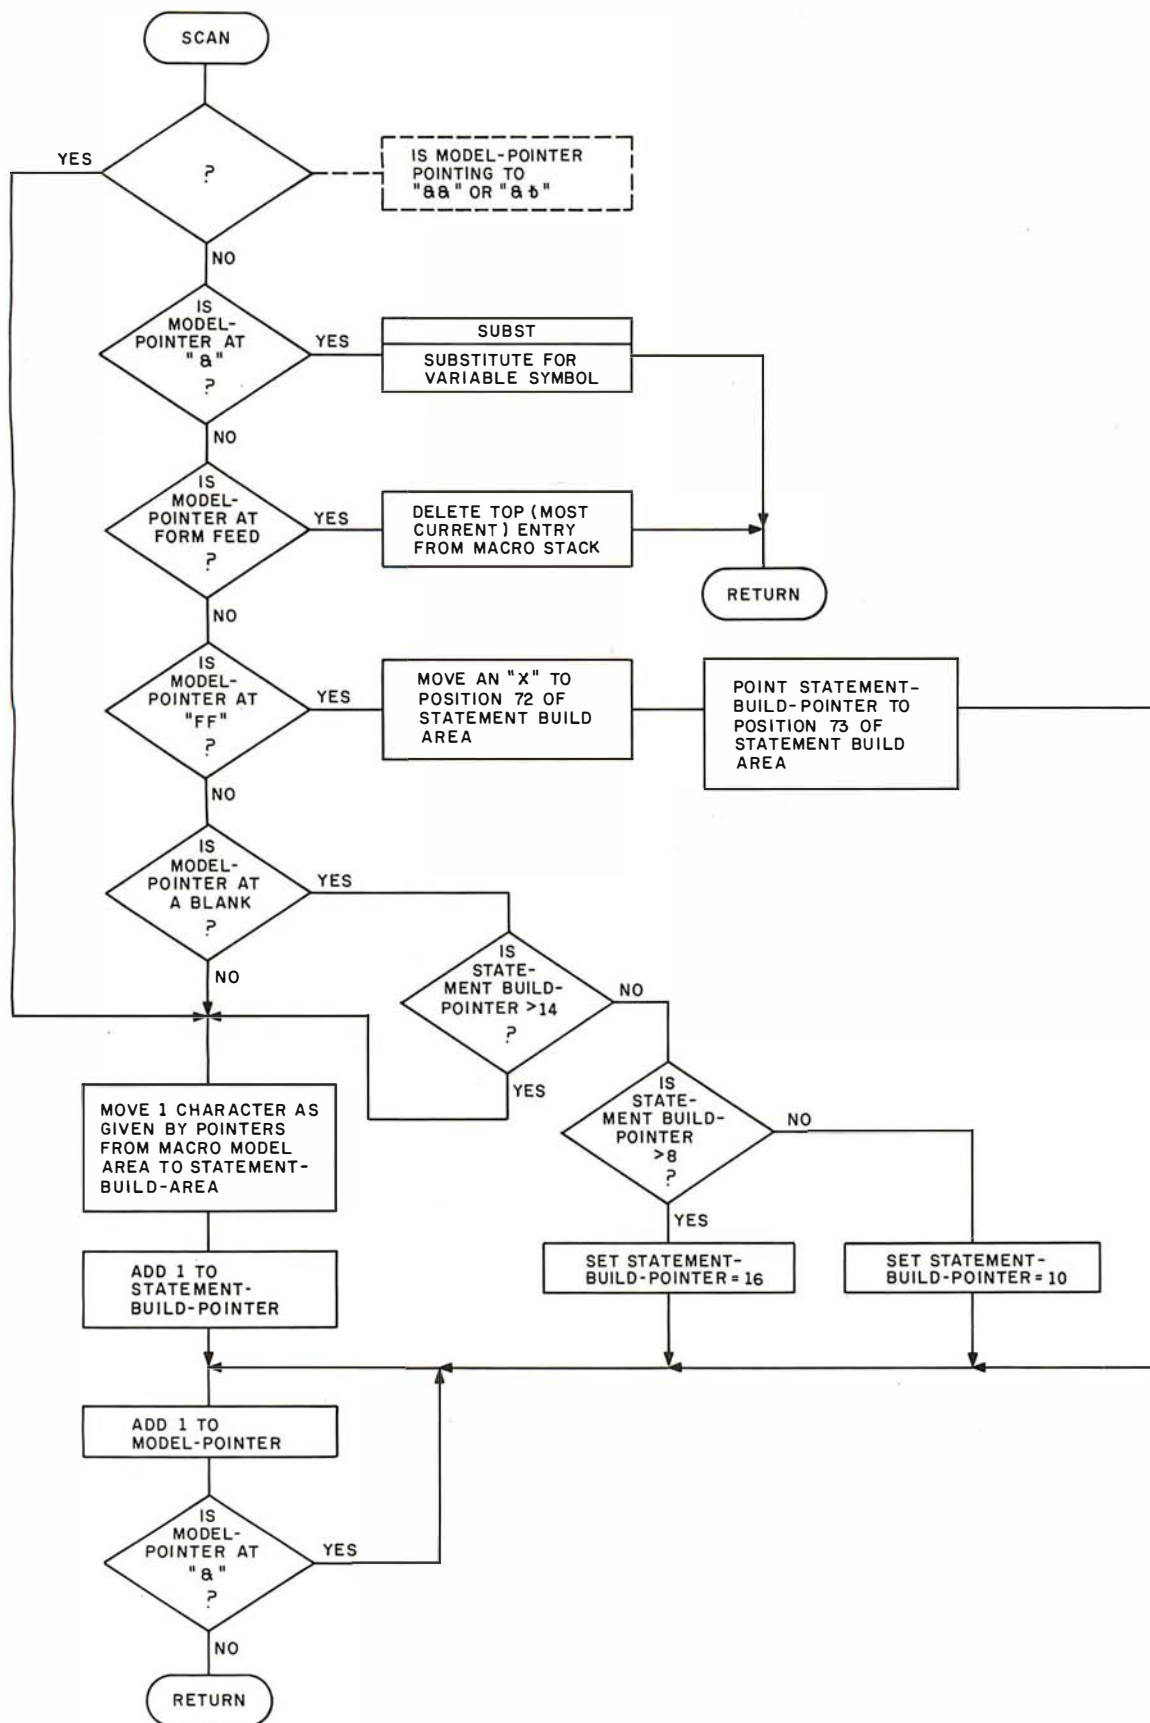 SCAN
YES
?
IS MODEL-POINTER
POINTING TO
"&&" OR "&ƀ"
NO
IS
MODEL-
POINTER AT
"&"
?
YES
SUBST
SUBSTITUTE FOR
VARIABLE SYMBOL
NO
IS
MODEL-
POINTER AT
FORM FEED
?
YES
DELETE TOP (MOST
CURRENT) ENTRY
FROM MACRO STACK
RETURN
NO
IS
MODEL-
POINTER AT
"FF"
?
YES
MOVE AN "X" TO
POSITION 72 OF
STATEMENT BUILD
AREA
POINT STATEMENT-
BUILD-POINTER TO
POSITION 73 OF
STATEMENT BUILD
AREA
NO
IS
MODEL-
POINTER AT
A BLANK
?
YES
NO
IS
STATE-
MENT BUILD-
POINTER >14
?
NO
YES
IS
STATE-
MENT BUILD-
POINTER
>8
?
NO
YES
MOVE 1 CHARACTER AS
GIVEN BY POINTERS
FROM MACRO MODEL
AREA TO STATEMENT-
BUILD-AREA
ADD 1 TO
STATEMENT-
BUILD-POINTER
SET STATEMENT-
BUILD-POINTER = 16
SET STATEMENT-
BUILD-POINTER = 10
ADD 1 TO
MODEL-POINTER
IS
MODEL-
POINTER AT
"&"
?
YES
NO
RETURN